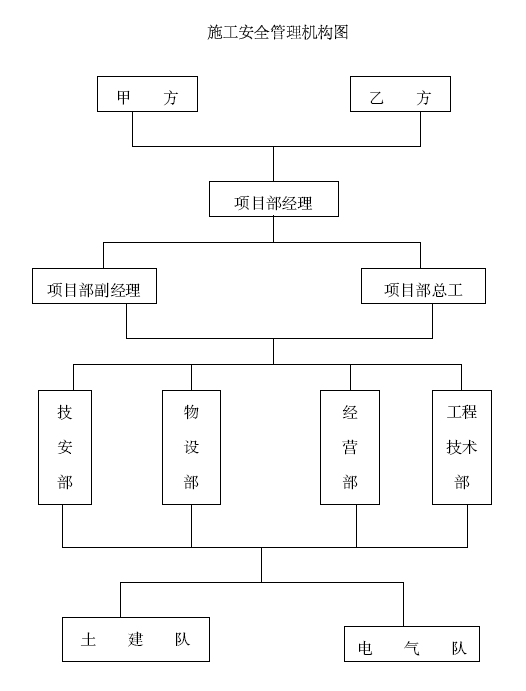 施工安全管理机构图
甲 方
乙 方
项目部经理
项目部副经理
项目部总工
技
安
部
物
设
部
经
营
部
工程
技术
部
土 建 队
电 气 队